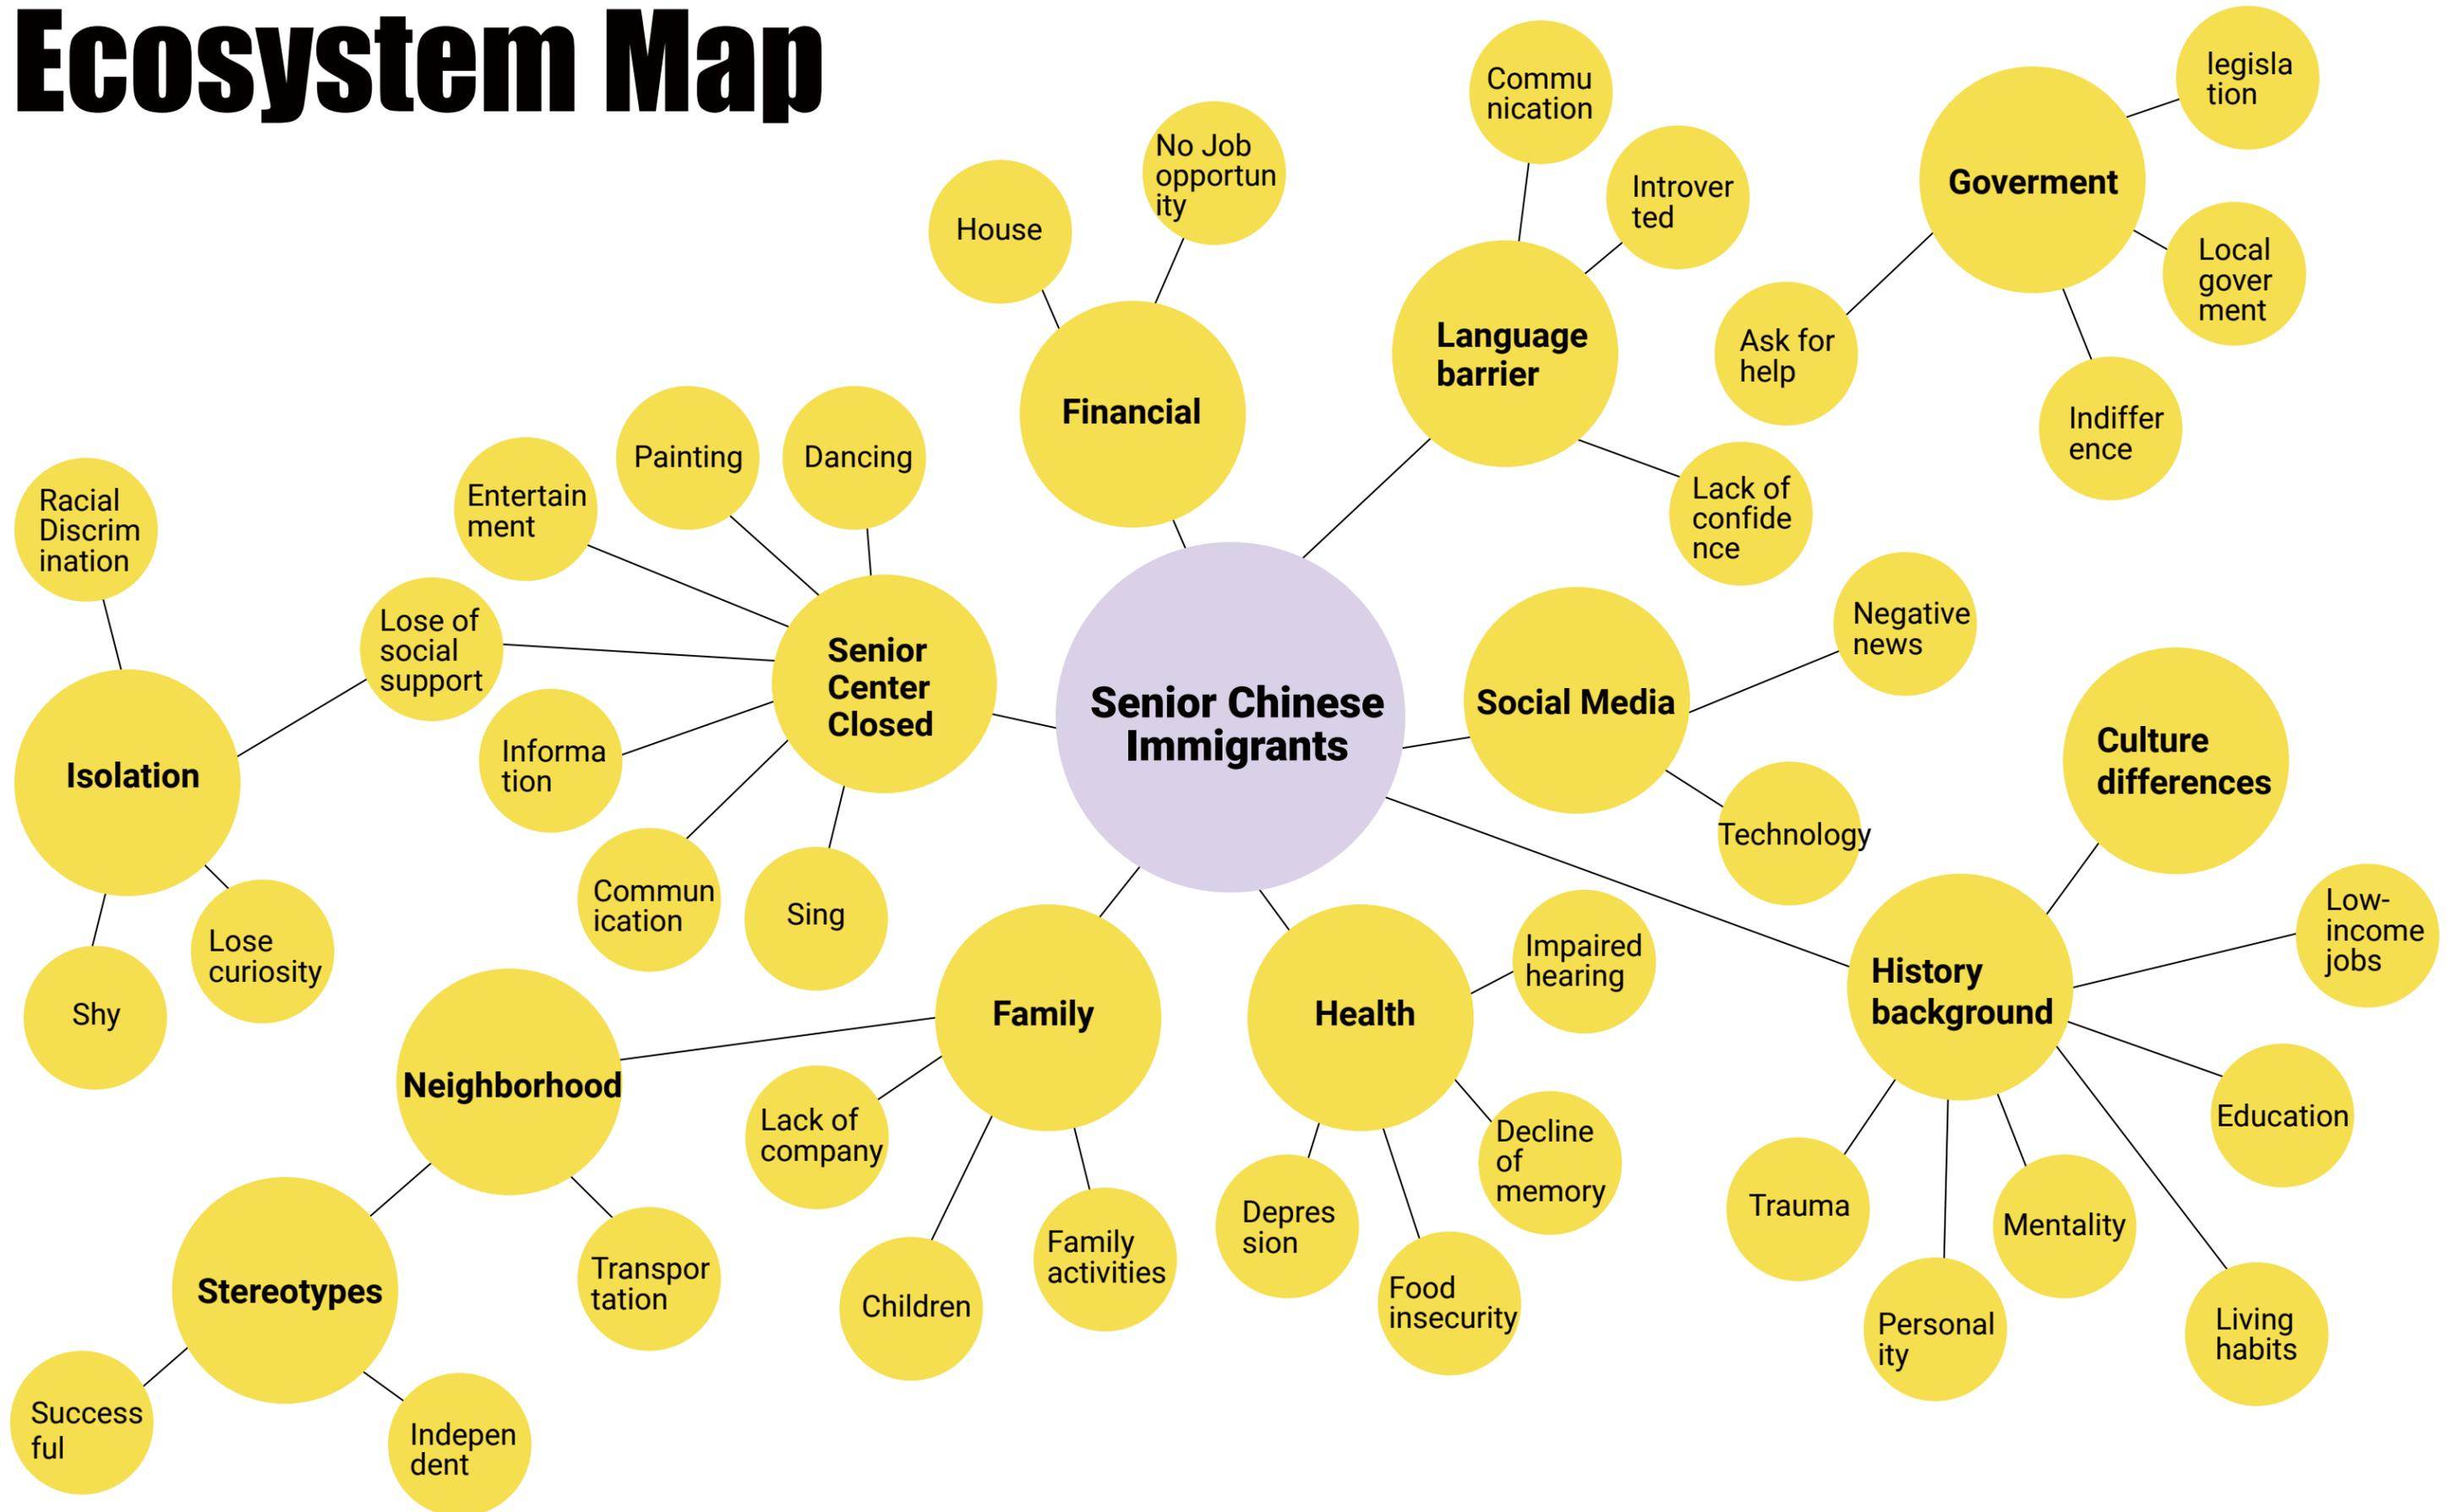 Ecosystem Map
Commu
nication
legisla
tion
No Job
opportun
ity
House
Introver
ted
Goverment
Local
gover
ment
Ask for
help
Language
barrier
Financial
Indiffer
ence
Painting
Dancing
Entertain
ment
Racial
Discrim
ination
Lack of
confide
nce
Lose of
social
support
Senior
Center
Closed
Senior Chinese
Immigrants
Social Media
Negative
news
Culture
differences
Isolation
Informa
tion
Technology
Commun
ication
Sing
Lose
curiosity
Shy
Impaired
hearing
Low-
income
jobs
History
background
Family
Health
Neighborhood
Lack of
company
Decline
of
memory
Education
Depres
sion
Trauma
Mentality
Family
activities
Transpor
tation
Stereotypes
Children
Food
insecurity
Personal
ity
Living
habits
Success
ful
Indepen
dent